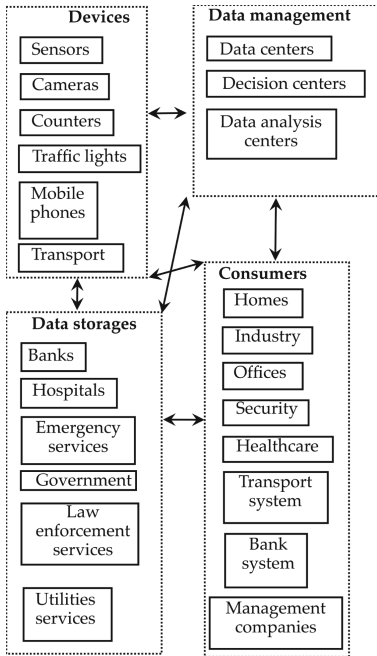 Devices
Sensors
Cameras
Counters
Traffic lights
Mobile
phones
Transport
Data management
Data centers
Decision centers
Data analysis
centers
Data storages
Banks
Hospitals
Emergency
services
Government
Law
enforcement
services
Utilities
services
Consumers
Homes
Industry
Offices
Security
Healthcare
Transport
system
Bank
system
Management
companies